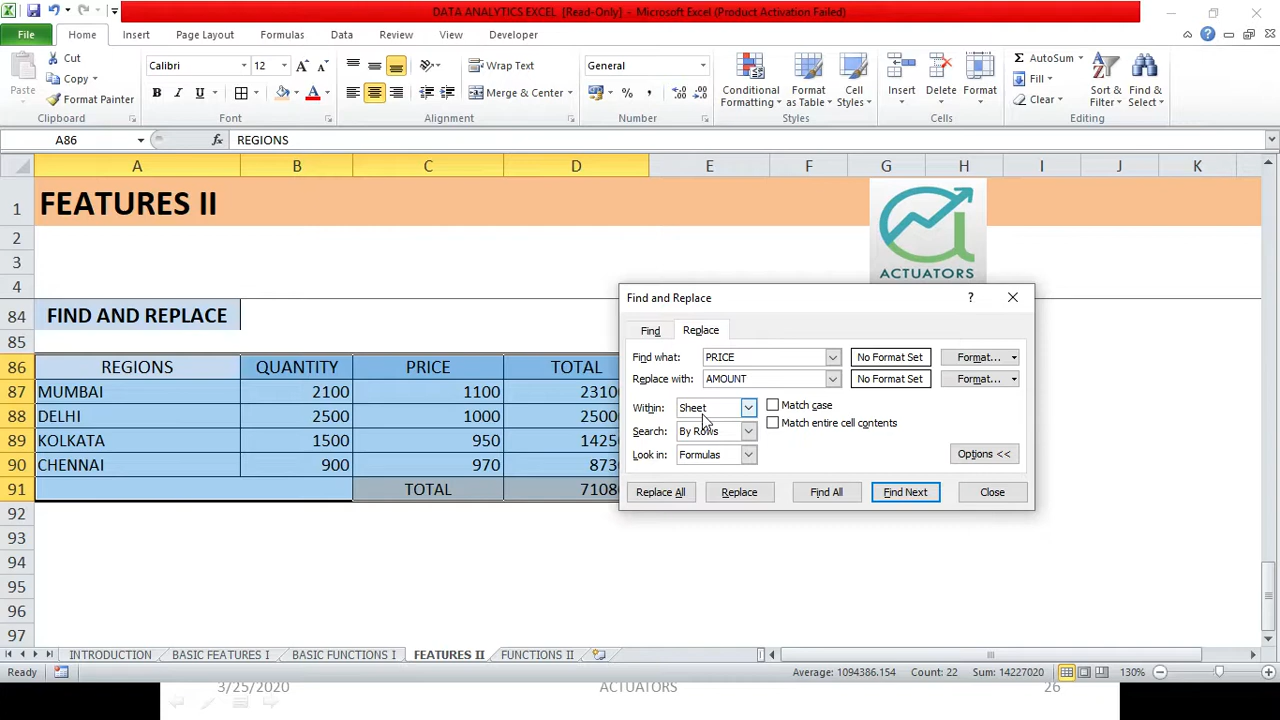 DATA ANALYTICS EXCEL [Read-Only] - Microsoft Excel (Product Activation Failed)
File Home Insert Page Layout Formulas Data Review View Developer
Paste
Cut
Copy
Format Painter
Clipboard
Calibri 12
B I U
Font
Wrap Text
Merge & Center
Alignment
General
%
Number
Conditional Formatting
Format as Table
Cell Styles
Styles
Insert Delete Format
Cells
AutoSum
Fill
Clear
Sort & Filter
Find & Select
Editing
A86 fx REGIONS
A B C D E F G H I J K
1 FEATURES II
ACTUATORS
2
3
4
84 FIND AND REPLACE
85
86 REGIONS QUANTITY PRICE TOTAL
87 MUMBAI 2100 1100
88 DELHI 2500 1000
89 KOLKATA 1500 950
90 CHENNAI 900 970
91 TOTAL
92
93
94
95
96
97
Find and Replace
Find Replace
Find what: PRICE No Format Set Format...
Replace with: AMOUNT No Format Set Format...
Within: Sheet Match case
Search: By Rows Match entire cell contents
Look in: Formulas Options <<
Replace All Replace Find All Find Next Close
INTRODUCTION BASIC FEATURES I BASIC FUNCTIONS I FEATURES II FUNCTIONS II
Ready Average: 1094386.154 Count: 22 Sum: 14227020 130%
3/25/2020 ACTUATORS 26